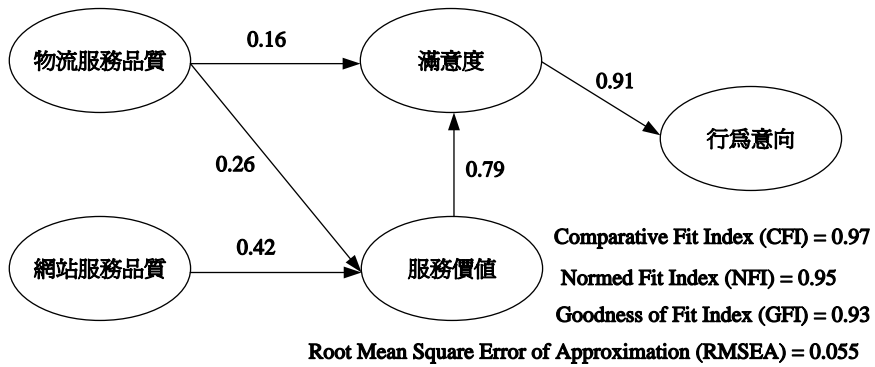 物流服務品質
0.16
滿意度
0.91
行為意向
0.26
0.79
網站服務品質
0.42
服務價值
Comparative Fit Index (CFI) = 0.97
Normed Fit Index (NFI) = 0.95
Goodness of Fit Index (GFI) = 0.93
Root Mean Square Error of Approximation (RMSEA) = 0.055